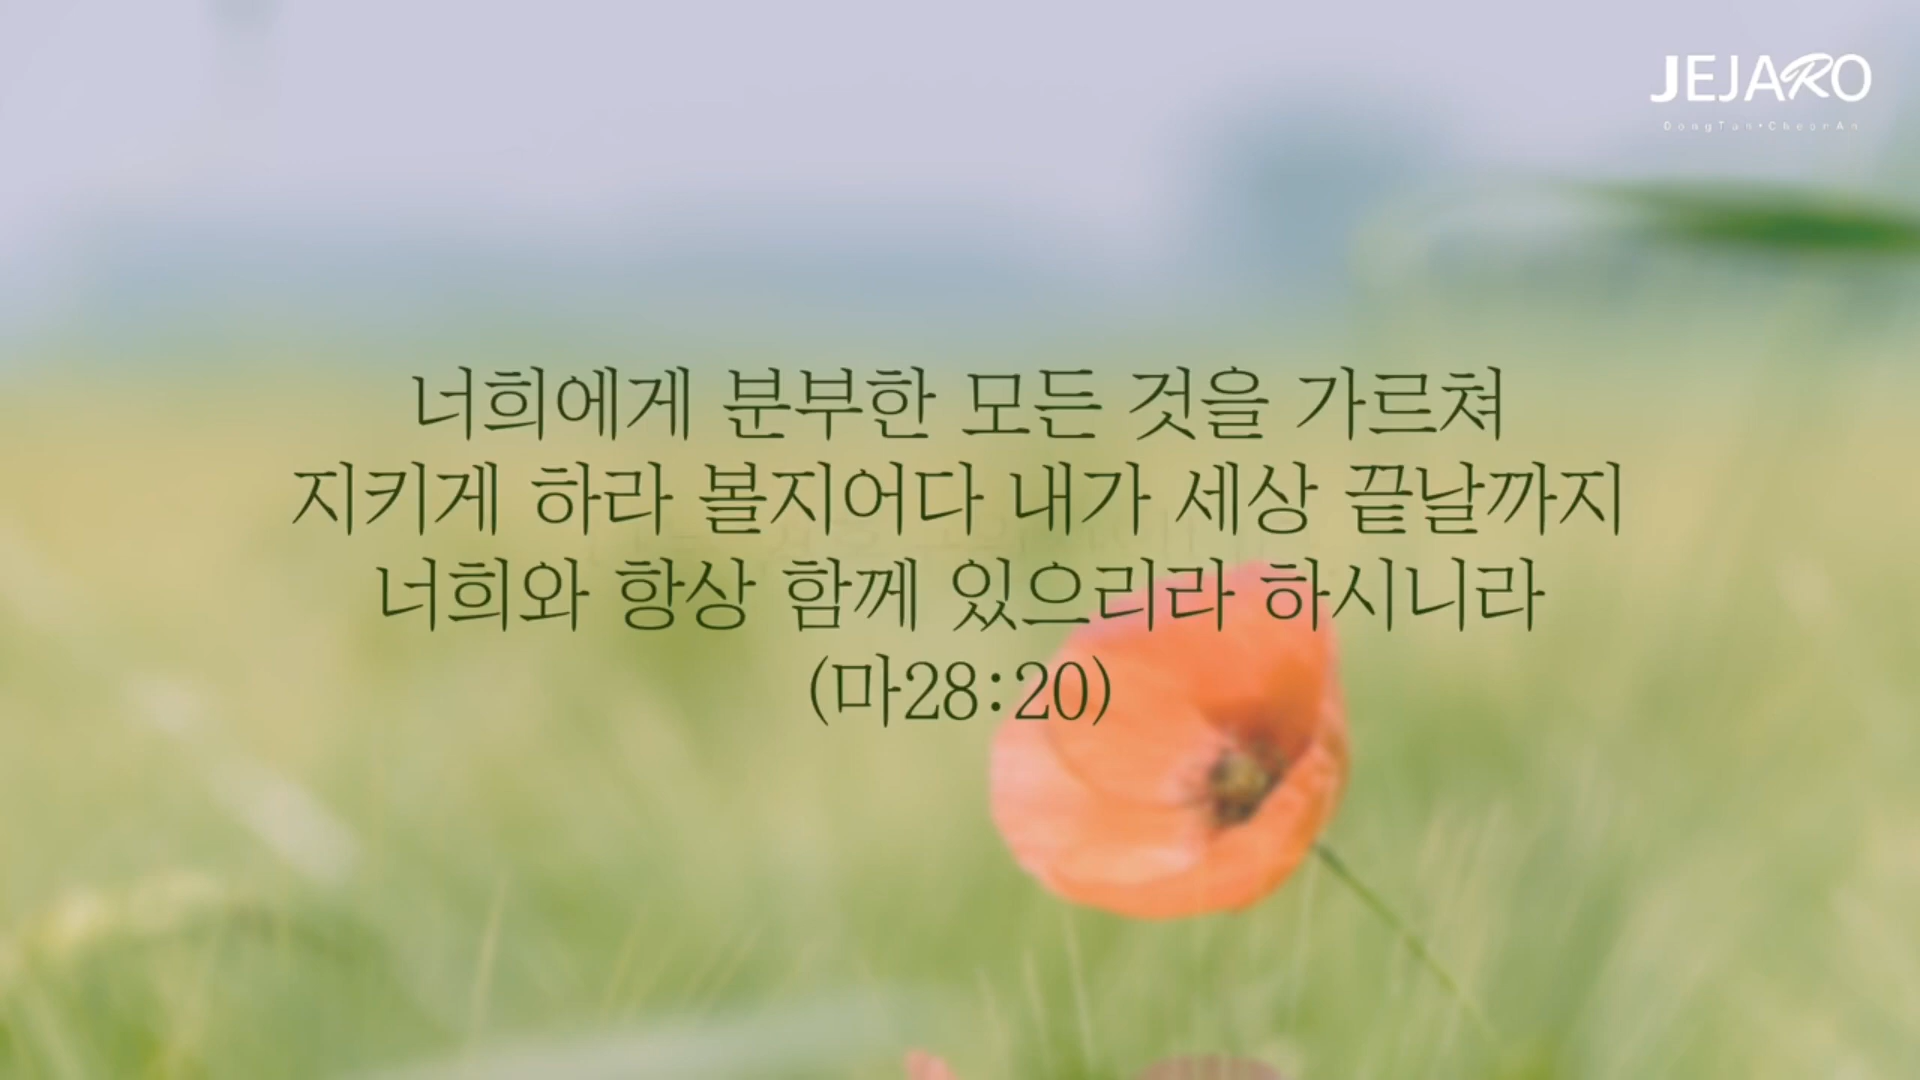 JEJARO
DongTan•CheonAn
너희에게 분부한 모든 것을 가르쳐
지키게 하라 볼지어다 내가 세상 끝날까지
너희와 항상 함께 있으리라 하시니라
(마28:20)